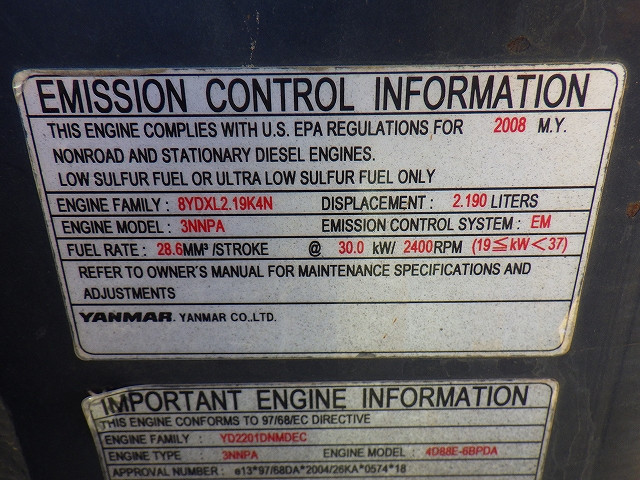 EMISSION CONTROL INFORMATION
THIS ENGINE COMPLIES WITH U.S. EPA REGULATIONS FOR 2008 M.Y.
NONROAD AND STATIONARY DIESEL ENGINES.
LOW SULFUR FUEL OR ULTRA LOW SULFUR FUEL ONLY
ENGINE FAMILY : 8YDXL2.19K4N DISPLACEMENT : 2.190 LITERS
ENGINE MODEL : 3NNPA EMISSION CONTROL SYSTEM : EM
FUEL RATE : 28.6MM³ /STROKE @ 30.0 kW/ 2400RPM (19≦kW<37)
REFER TO OWNER'S MANUAL FOR MAINTENANCE SPECIFICATIONS AND
ADJUSTMENTS
YANMAR. YANMAR CO.,LTD.
IMPORTANT ENGINE INFORMATION
THIS ENGINE CONFORMS TO 97/68/EC DIRECTIVE
ENGINE FAMILY : YD2201DNMDEC
ENGINE TYPE : 3NNPA ENGINE MODEL : 4D88E-6BPDA
APPROVAL NUMBER : e13*97/68DA*2004/26KA*0574*18